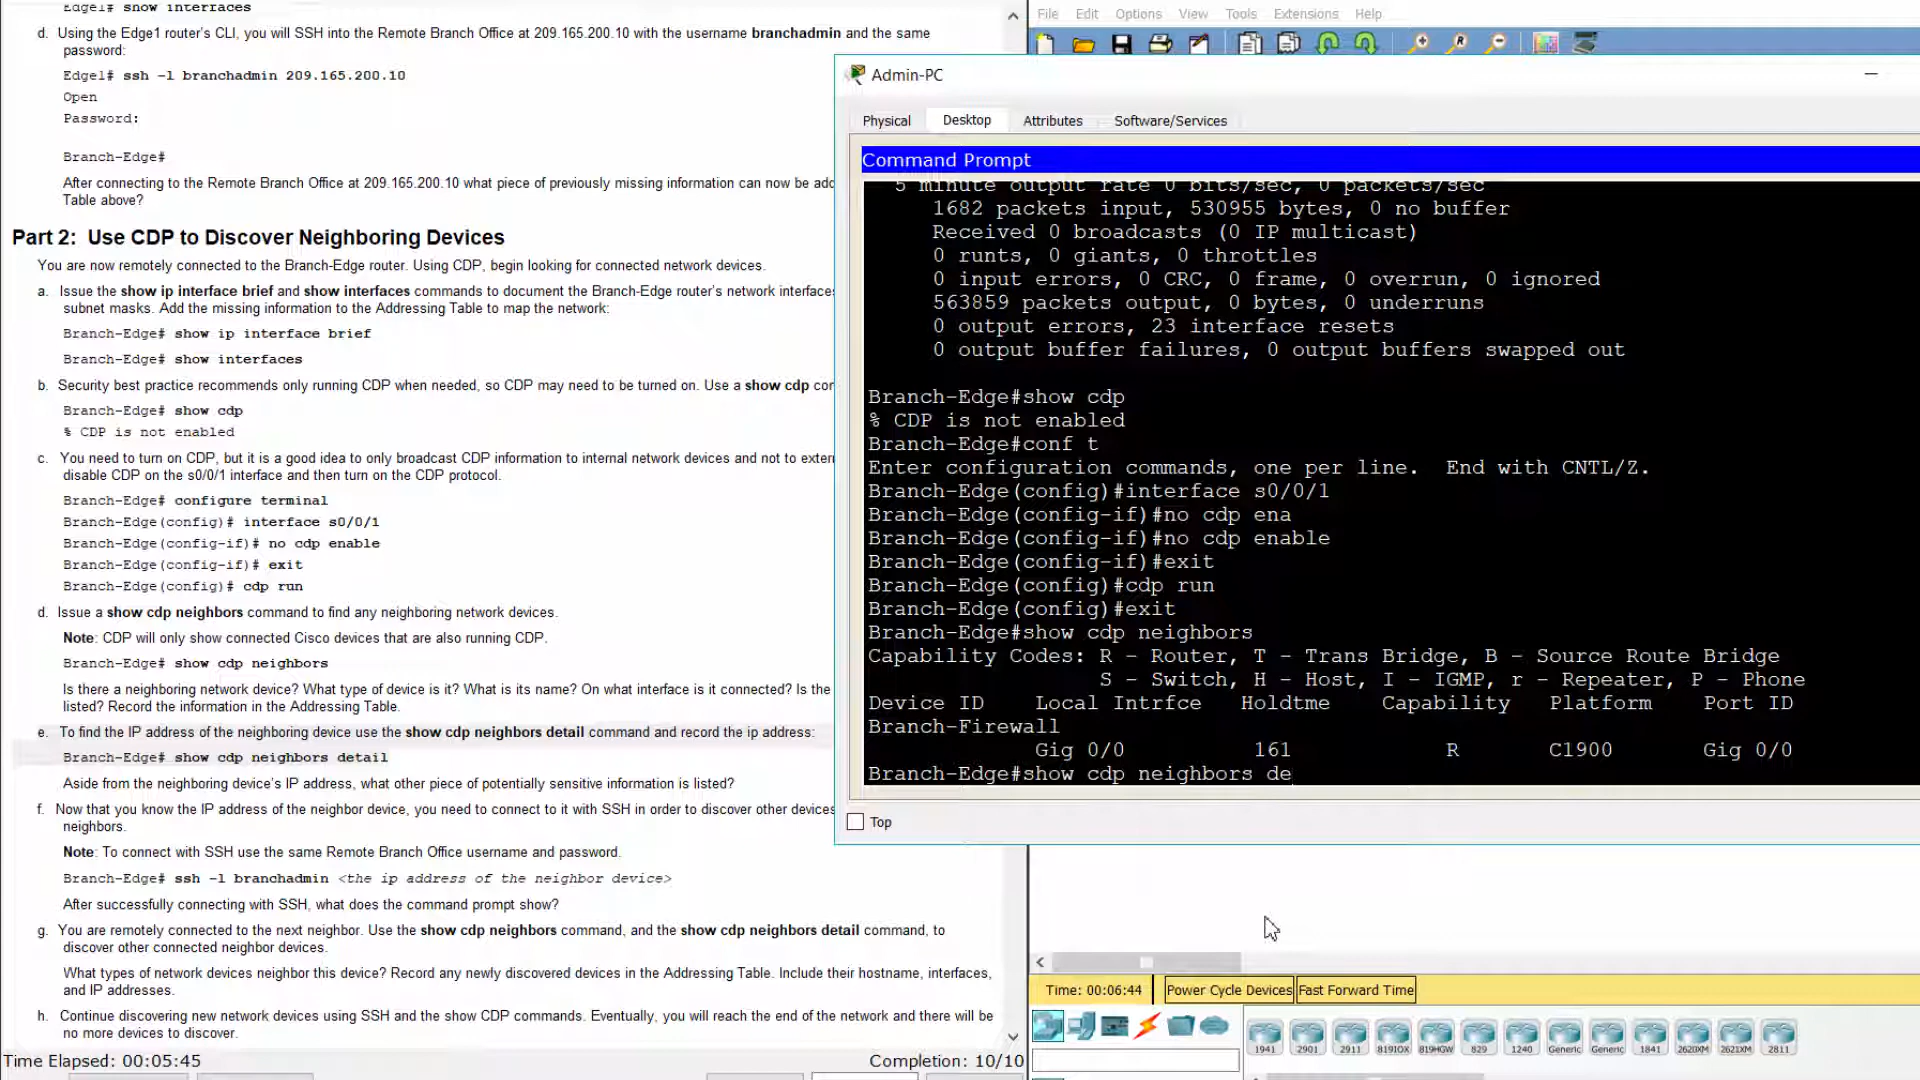 Edge1# show interfaces
d. Using the Edge1 router's CLI, you will SSH into the Remote Branch Office at 209.165.200.10 with the username branchadmin and the same
password:
Edge1# ssh -l branchadmin 209.165.200.10
Open
Password:
Branch-Edge#
After connecting to the Remote Branch Office at 209.165.200.10 what piece of previously missing information can now be add
Table above?
Part 2: Use CDP to Discover Neighboring Devices
You are now remotely connected to the Branch-Edge router. Using CDP, begin looking for connected network devices.
a. Issue the show ip interface brief and show interfaces commands to document the Branch-Edge router's network interfaces
subnet masks. Add the missing information to the Addressing Table to map the network:
Branch-Edge# show ip interface brief
Branch-Edge# show interfaces
b. Security best practice recommends only running CDP when needed, so CDP may need to be turned on. Use a show cdp con
Branch-Edge# show cdp
% CDP is not enabled
c. You need to turn on CDP, but it is a good idea to only broadcast CDP information to internal network devices and not to exter
disable CDP on the s0/0/1 interface and then turn on the CDP protocol.
Branch-Edge# configure terminal
Branch-Edge(config)# interface s0/0/1
Branch-Edge(config-if)# no cdp enable
Branch-Edge(config-if)# exit
Branch-Edge(config)# cdp run
d. Issue a show cdp neighbors command to find any neighboring network devices.
Note: CDP will only show connected Cisco devices that are also running CDP.
Branch-Edge# show cdp neighbors
Is there a neighboring network device? What type of device is it? What is its name? On what interface is it connected? Is the
listed? Record the information in the Addressing Table.
e. To find the IP address of the neighboring device use the show cdp neighbors detail command and record the ip address:
Branch-Edge# show cdp neighbors detail
Aside from the neighboring device's IP address, what other piece of potentially sensitive information is listed?
f. Now that you know the IP address of the neighbor device, you need to connect to it with SSH in order to discover other devices
neighbors.
Note: To connect with SSH use the same Remote Branch Office username and password.
Branch-Edge# ssh -l branchadmin <the ip address of the neighbor device>
After successfully connecting with SSH, what does the command prompt show?
g. You are remotely connected to the next neighbor. Use the show cdp neighbors command, and the show cdp neighbors detail command, to
discover other connected neighbor devices.
What types of network devices neighbor this device? Record any newly discovered devices in the Addressing Table. Include their hostname, interfaces,
and IP addresses.
h. Continue discovering new network devices using SSH and the show CDP commands. Eventually, you will reach the end of the network and there will be
no more devices to discover.
Time Elapsed: 00:05:45
Completion: 10/10
File Edit Options View Tools Extensions Help
Admin-PC
Physical Desktop Attributes Software/Services
Command Prompt
5 minute output rate 0 bits/sec, 0 packets/sec
1682 packets input, 530955 bytes, 0 no buffer
Received 0 broadcasts (0 IP multicast)
0 runts, 0 giants, 0 throttles
0 input errors, 0 CRC, 0 frame, 0 overrun, 0 ignored
563859 packets output, 0 bytes, 0 underruns
0 output errors, 23 interface resets
0 output buffer failures, 0 output buffers swapped out
Branch-Edge#show cdp
% CDP is not enabled
Branch-Edge#conf t
Enter configuration commands, one per line. End with CNTL/Z.
Branch-Edge(config)#interface s0/0/1
Branch-Edge(config-if)#no cdp ena
Branch-Edge(config-if)#no cdp enable
Branch-Edge(config-if)#exit
Branch-Edge(config)#cdp run
Branch-Edge(config)#exit
Branch-Edge#show cdp neighbors
Capability Codes: R - Router, T - Trans Bridge, B - Source Route Bridge
S - Switch, H - Host, I - IGMP, r - Repeater, P - Phone
Device ID Local Intrfce Holdtme Capability Platform Port ID
Branch-Firewall
Gig 0/0 161 R C1900 Gig 0/0
Branch-Edge#show cdp neighbors de
Top
Time: 00:06:44 Power Cycle Devices Fast Forward Time
1941 2901 2911 819IOX 819HGW 829 1240 Generic Generic 1841 2620XM 2621XM 2811